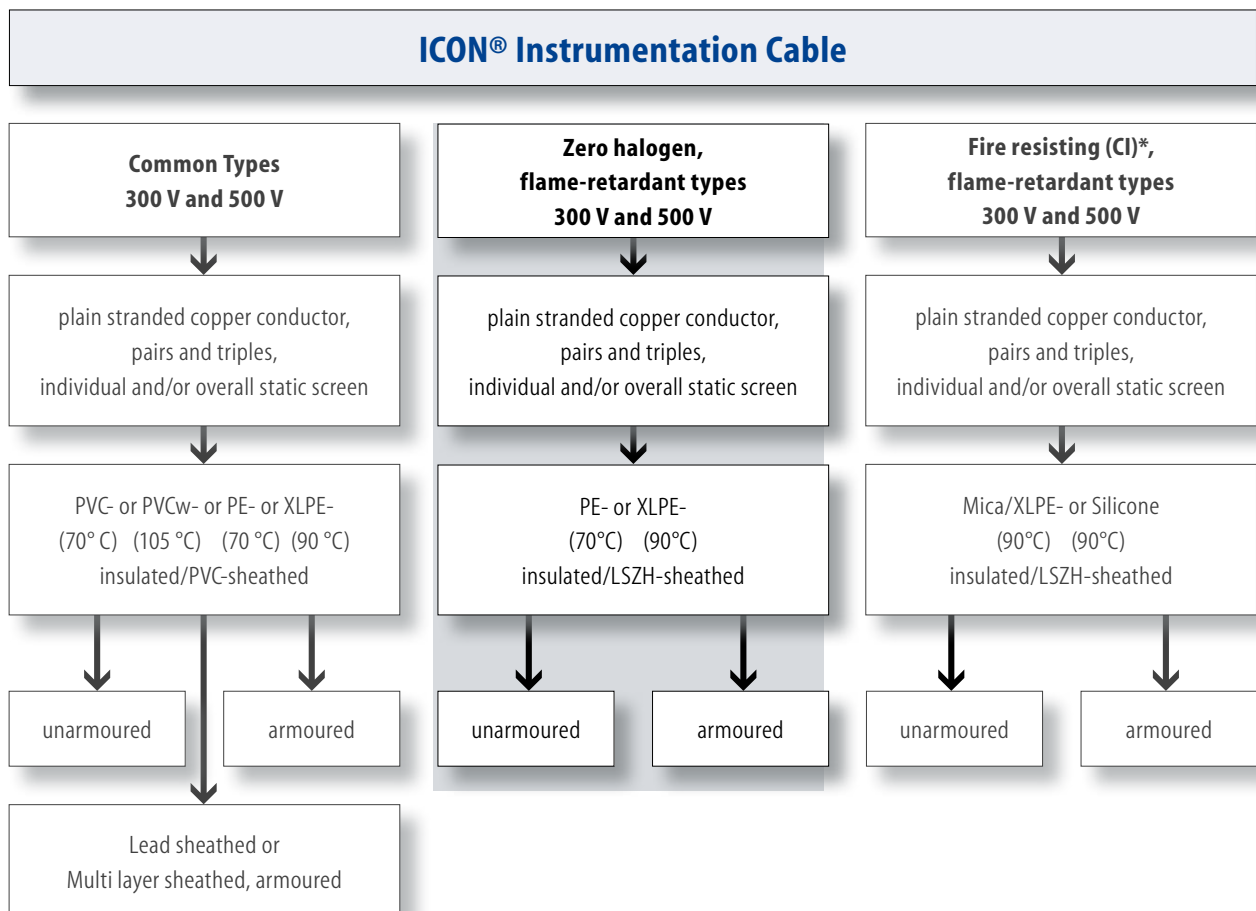 ICON® Instrumentation Cable
Common Types
300 V and 500 V
plain stranded copper conductor,
pairs and triples,
individual and/or overall static screen
PVC- or PVCw- or PE- or XLPE-
(70° C) (105 °C) (70 °C) (90 °C)
insulated/PVC-sheathed
unarmoured
armoured
Lead sheathed or
Multi layer sheathed, armoured
Zero halogen,
flame-retardant types
300 V and 500 V
plain stranded copper conductor,
pairs and triples,
individual and/or overall static screen
PE- or XLPE-
(70°C) (90°C)
insulated/LSZH-sheathed
unarmoured
armoured
Fire resisting (CI)*,
flame-retardant types
300 V and 500 V
plain stranded copper conductor,
pairs and triples,
individual and/or overall static screen
Mica/XLPE- or Silicone
(90°C) (90°C)
insulated/LSZH-sheathed
unarmoured
armoured